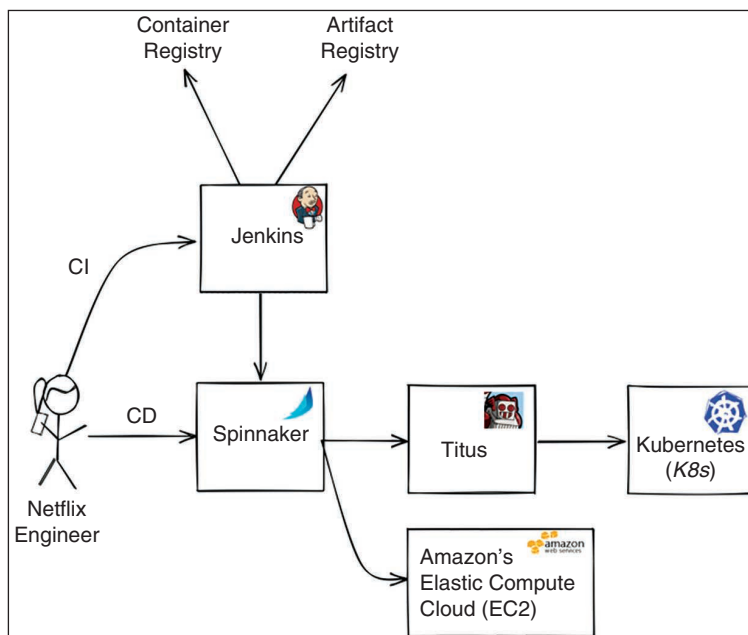 Container
Registry
Artifact
Registry
Jenkins
CI
CD
Spinnaker
Titus
Kubernetes
(K8s)
Netflix
Engineer
amazon
web services
Amazon’s
Elastic Compute
Cloud (EC2)